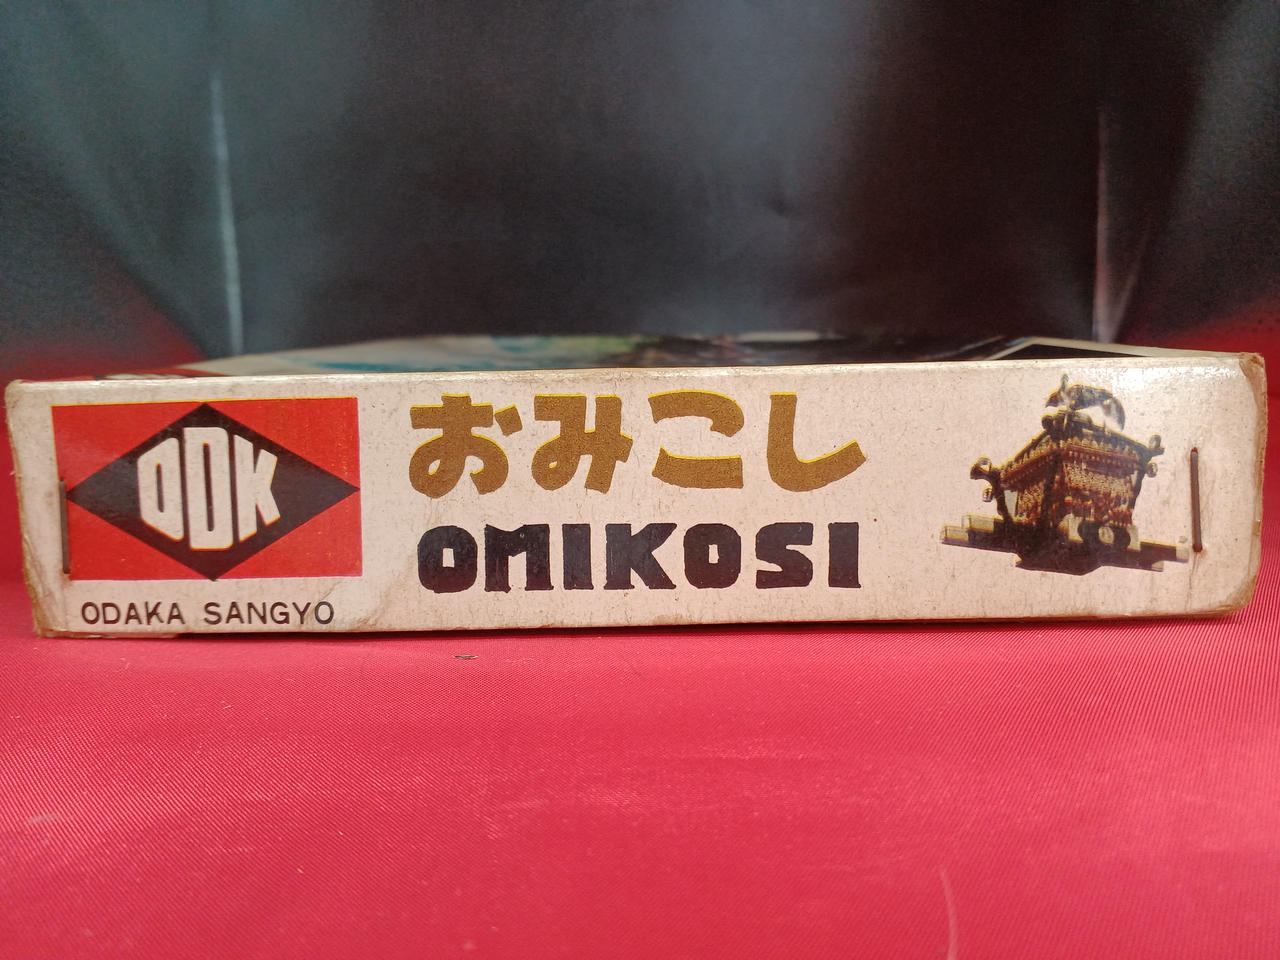 ODK
ODAKA SANGYO
おみこし
OMIKOSI